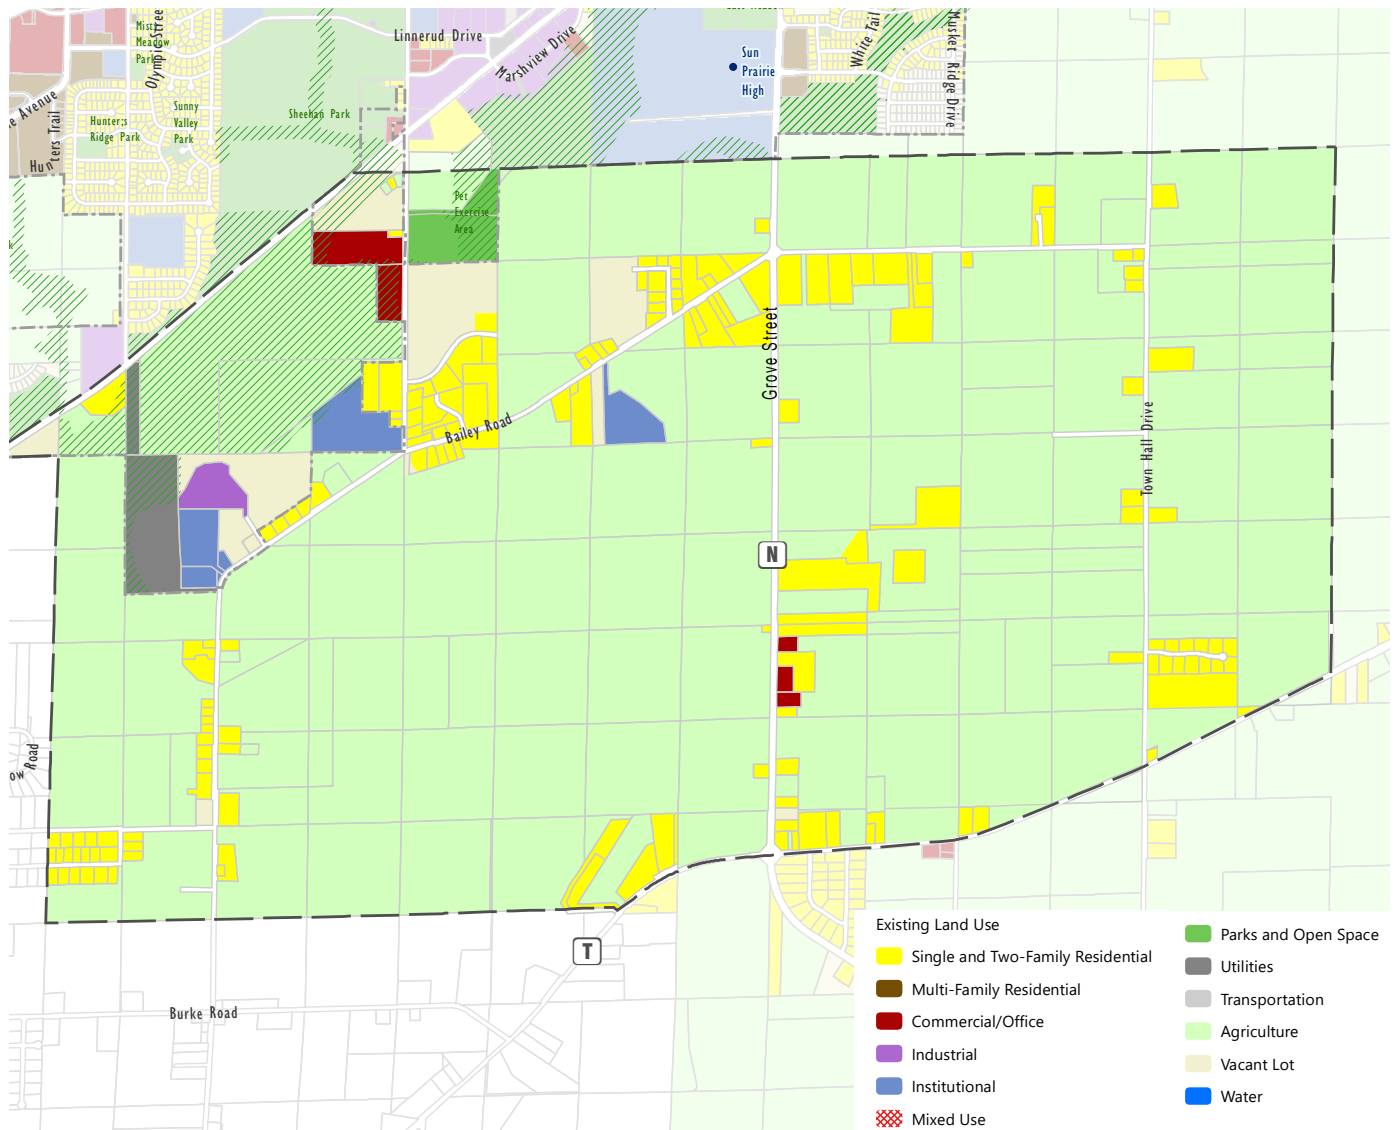 Misty
Meadow
Park
Olympic Street
Linnerud Drive
Marshview Drive
Sun
Prairie
High
White Tail
Musket Ridge Drive
Sunny
Valley
Park
Hunters
Ridge Park
Sheehan Park
Hunters Trail
Pet
Exercise
Area
Grove Street
Bailey Road
Town Hall Drive
N
T
Burke Road
Existing Land Use
Single and Two-Family Residential
Multi-Family Residential
Commercial/Office
Industrial
Institutional
Mixed Use
Parks and Open Space
Utilities
Transportation
Agriculture
Vacant Lot
Water